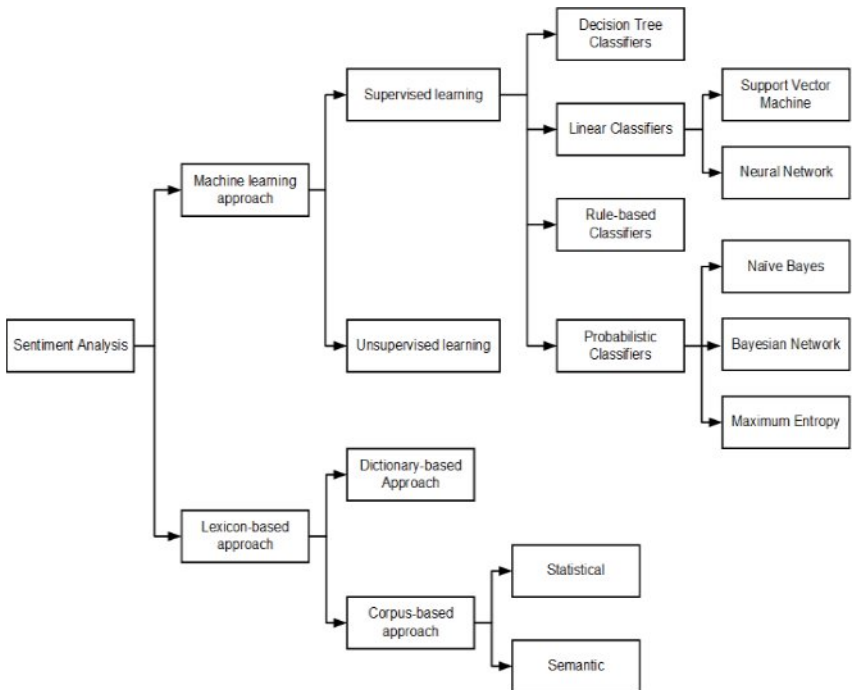 Decision Tree
Classifiers
Supervised learning
Support Vector
Machine
Linear Classifiers
Neural Network
Machine learning
approach
Rule-based
Classifiers
Naïve Bayes
Sentiment Analysis
Unsupervised learning
Probabilistic
Classifiers
Bayesian Network
Maximum Entropy
Dictionary-based
Approach
Lexicon-based
approach
Statistical
Corpus-based
approach
Semantic